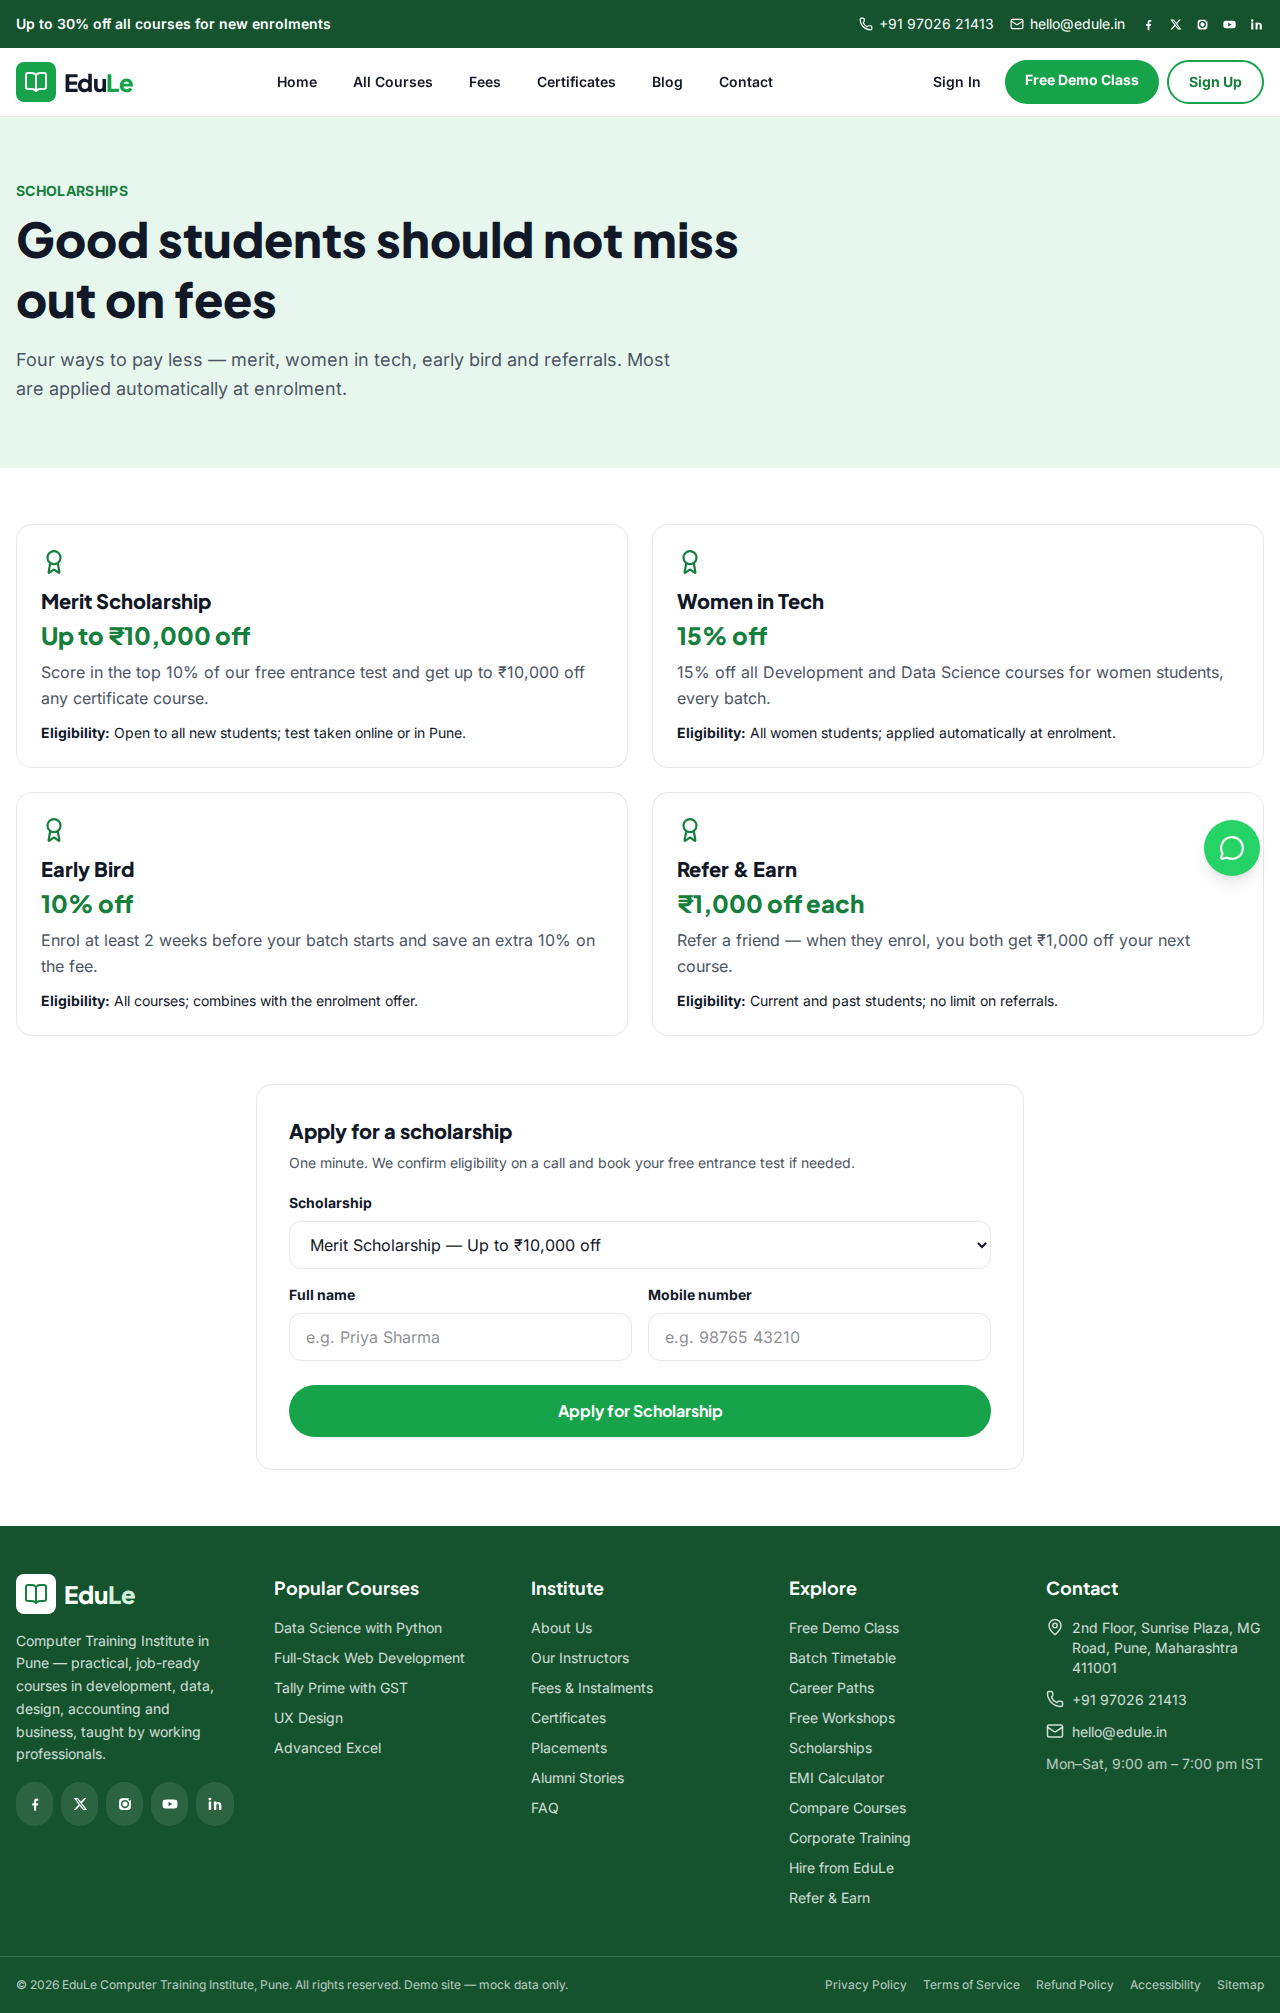 Up to 30% off all courses for new enrolments
+91 97026 21413
hello@edule.in
EduLe
Home
All Courses
Fees
Certificates
Blog
Contact
Sign In
Free Demo Class
Sign Up
SCHOLARSHIPS
Good students should not miss
out on fees
Four ways to pay less — merit, women in tech, early bird and referrals. Most
are applied automatically at enrolment.
Merit Scholarship
Up to ₹10,000 off
Score in the top 10% of our free entrance test and get up to ₹10,000 off
any certificate course.
Eligibility: Open to all new students; test taken online or in Pune.
Women in Tech
15% off
15% off all Development and Data Science courses for women students,
every batch.
Eligibility: All women students; applied automatically at enrolment.
Early Bird
10% off
Enrol at least 2 weeks before your batch starts and save an extra 10% on
the fee.
Eligibility: All courses; combines with the enrolment offer.
Refer & Earn
₹1,000 off each
Refer a friend — when they enrol, you both get ₹1,000 off your next
course.
Eligibility: Current and past students; no limit on referrals.
Apply for a scholarship
One minute. We confirm eligibility on a call and book your free entrance test if needed.
Scholarship
Merit Scholarship — Up to ₹10,000 off
Full name
Mobile number
e.g. Priya Sharma
e.g. 98765 43210
Apply for Scholarship
EduLe
Computer Training Institute in
Pune — practical, job-ready
courses in development, data,
design, accounting and
business, taught by working
professionals.
Popular Courses
Data Science with Python
Full-Stack Web Development
Tally Prime with GST
UX Design
Advanced Excel
Institute
About Us
Our Instructors
Fees & Instalments
Certificates
Placements
Alumni Stories
FAQ
Explore
Free Demo Class
Batch Timetable
Career Paths
Free Workshops
Scholarships
EMI Calculator
Compare Courses
Corporate Training
Hire from EduLe
Refer & Earn
Contact
2nd Floor, Sunrise Plaza, MG
Road, Pune, Maharashtra
411001
+91 97026 21413
hello@edule.in
Mon–Sat, 9:00 am – 7:00 pm IST
© 2026 EduLe Computer Training Institute, Pune. All rights reserved. Demo site — mock data only.
Privacy Policy
Terms of Service
Refund Policy
Accessibility
Sitemap